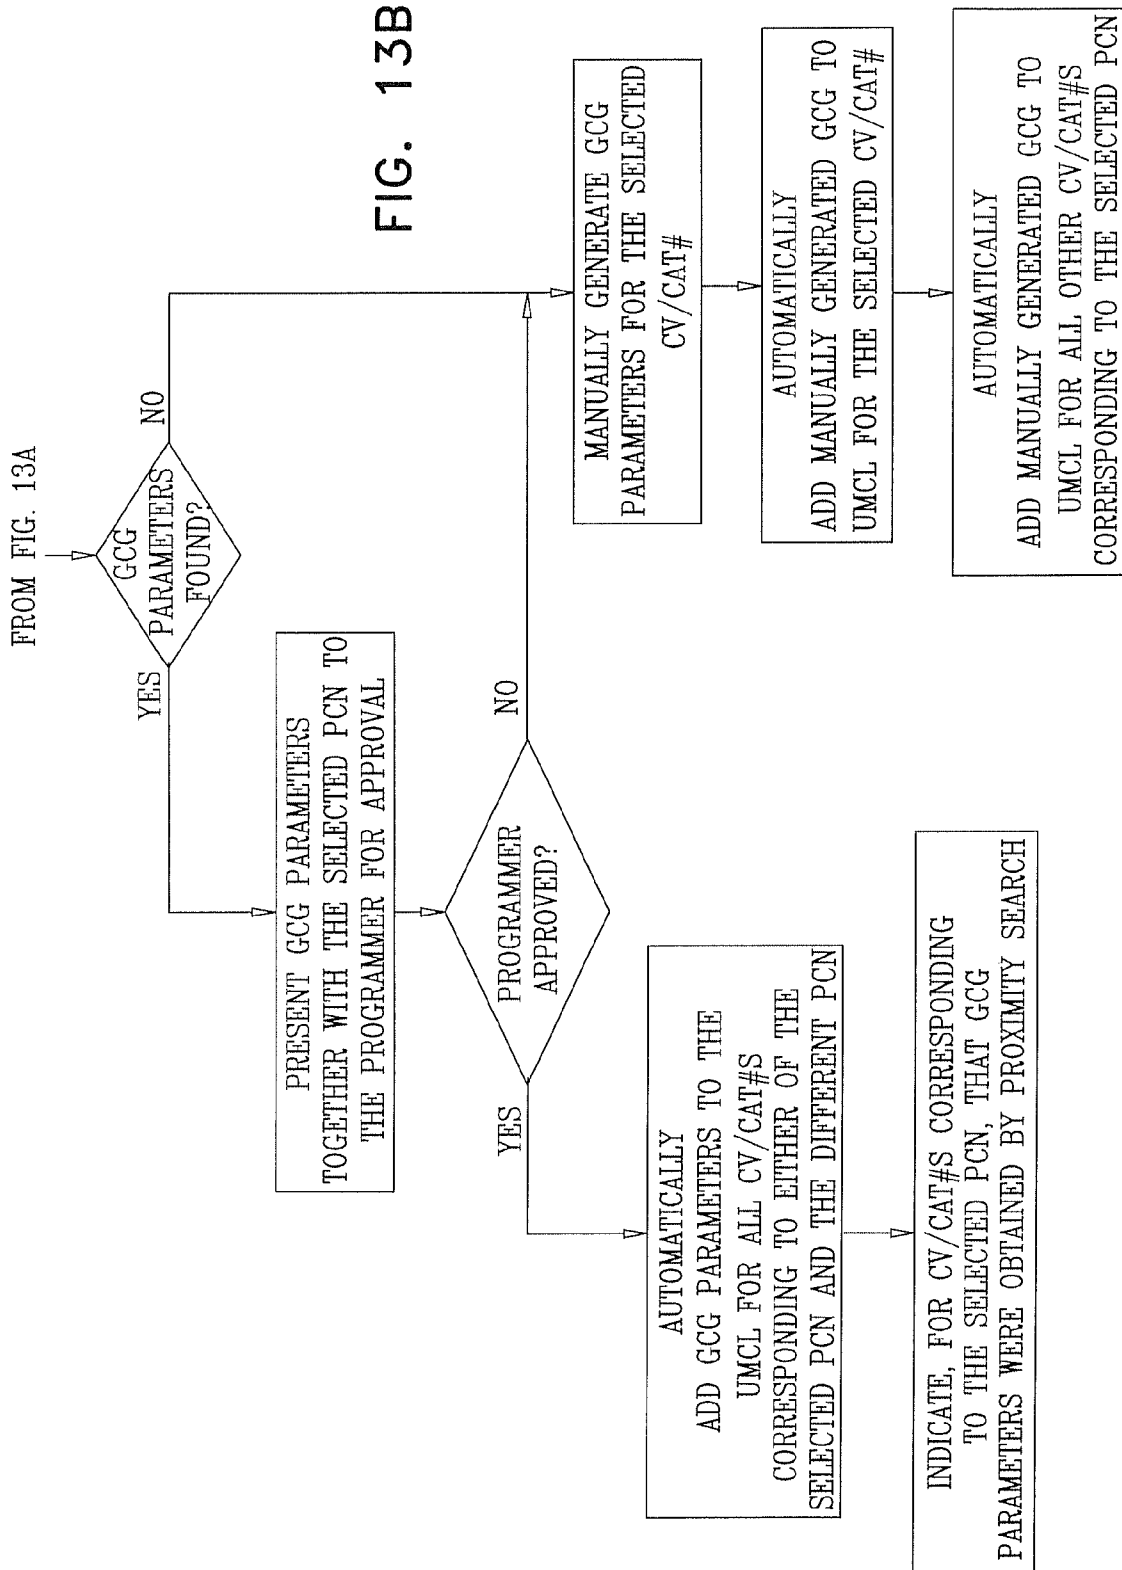 FROM FIG. 13A
GCG
PARAMETERS
FOUND?
YES
NO
PRESENT GCG PARAMETERS
TOGETHER WITH THE SELECTED PCN TO
THE PROGRAMMER FOR APPROVAL
PROGRAMMER
APPROVED?
YES
NO
AUTOMATICALLY
ADD GCG PARAMETERS TO THE
UMCL FOR ALL CV/CAT#S
CORRESPONDING TO EITHER OF THE
SELECTED PCN AND THE DIFFERENT PCN
INDICATE, FOR CV/CAT#S CORRESPONDING
TO THE SELECTED PCN, THAT GCG
PARAMETERS WERE OBTAINED BY PROXIMITY SEARCH
MANUALLY GENERATE GCG
PARAMETERS FOR THE SELECTED
CV/CAT#
AUTOMATICALLY
ADD MANUALLY GENERATED GCG TO
UMCL FOR THE SELECTED CV/CAT#
AUTOMATICALLY
ADD MANUALLY GENERATED GCG TO
UMCL FOR ALL OTHER CV/CAT#S
CORRESPONDING TO THE SELECTED PCN
FIG. 13B